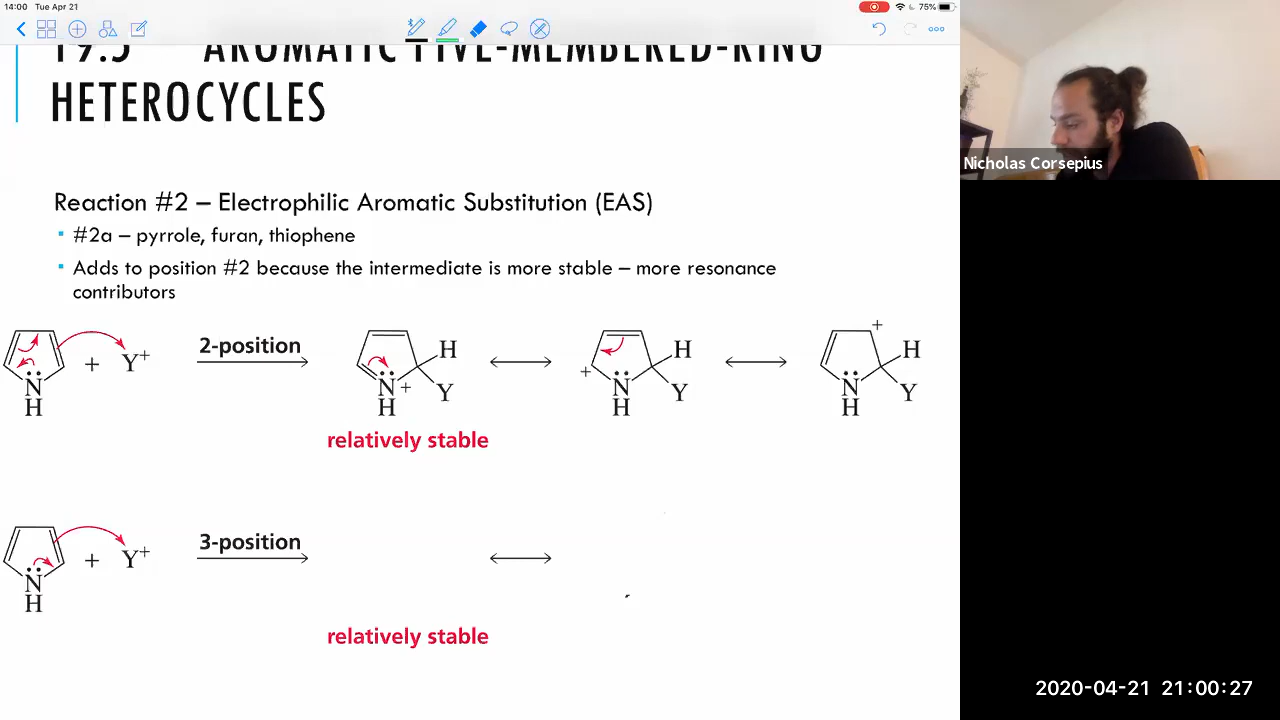 14:00 Tue Apr 21
75%
19.5 AROMATIC FIVE-MEMBERED-RING
HETEROCYCLES
Nicholas Corsepius
Reaction #2 – Electrophilic Aromatic Substitution (EAS)
#2a – pyrrole, furan, thiophene
Adds to position #2 because the intermediate is more stable – more resonance
contributors
N
H
+ Y+
2-position
N
H
+
H
Y
+
N
H
H
Y
+
N
H
H
Y
relatively stable
N
H
+ Y+
3-position
relatively stable
2020-04-21 21:00:27